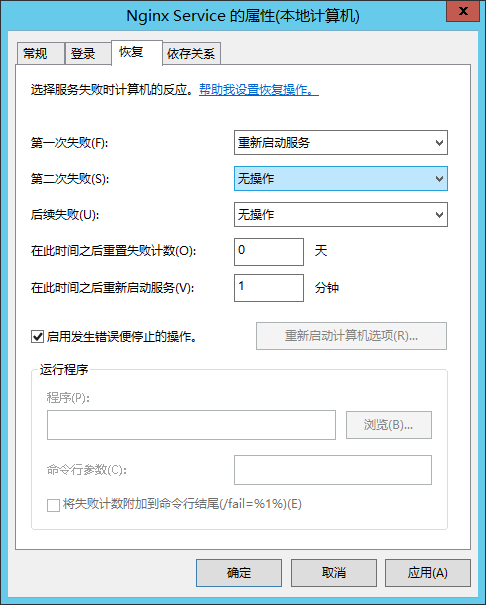 Nginx Service 的属性(本地计算机)
常规 登录 恢复 依存关系
选择服务失败时计算机的反应。帮助我设置恢复操作。
第一次失败(F): 重新启动服务
第二次失败(S): 无操作
后续失败(U): 无操作
在此时间之后重置失败计数(O): 0 天
在此时间之后重新启动服务(V): 1 分钟
启用发生错误便停止的操作。 重新启动计算机选项(R)...
运行程序
程序(P):
浏览(B)...
命令行参数(C):
将失败计数附加到命令行结尾(/fail=%1%)(E)
确定 取消 应用(A)